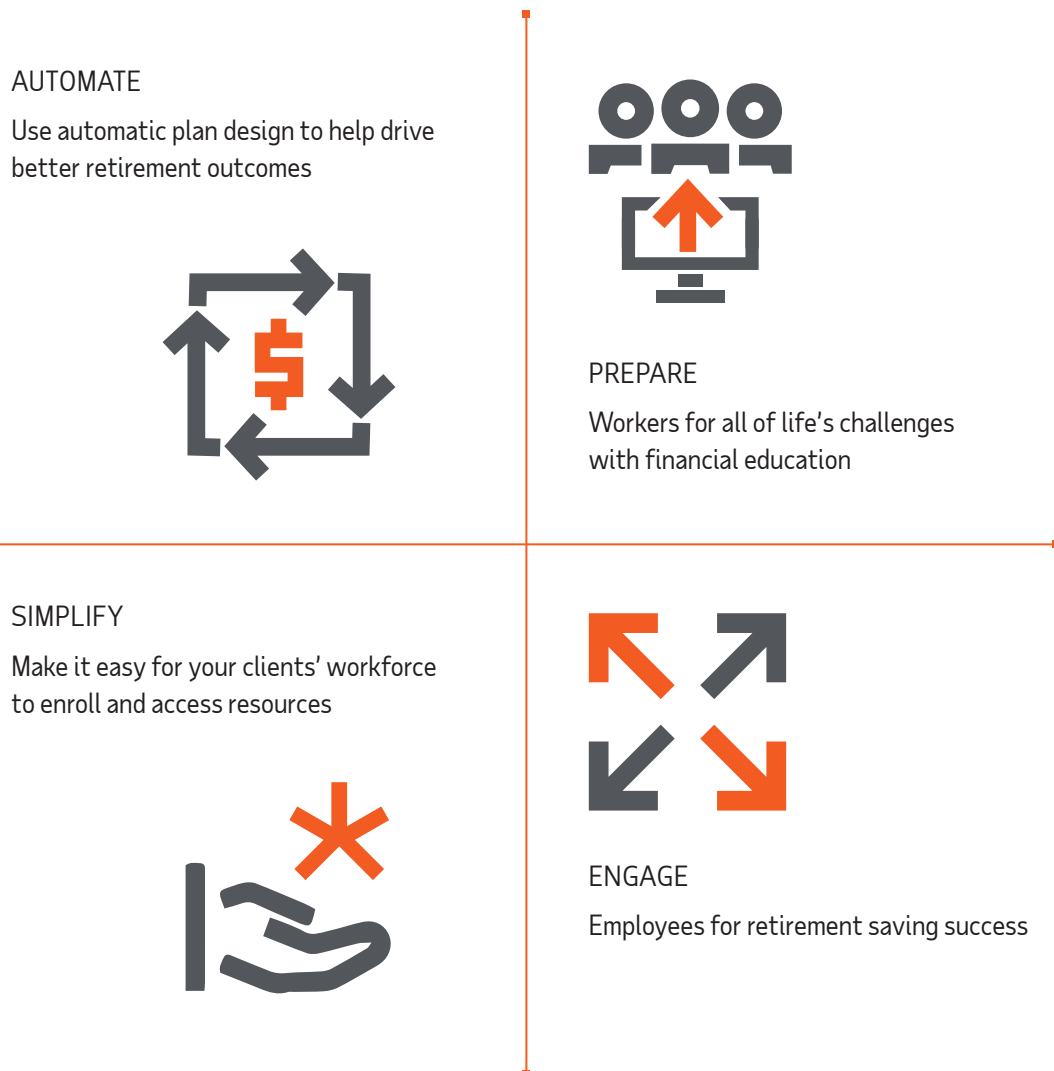 AUTOMATE
Use automatic plan design to help drive
better retirement outcomes
$
PREPARE
Workers for all of life's challenges
with financial education
SIMPLIFY
Make it easy for your clients' workforce
to enroll and access resources
ENGAGE
Employees for retirement saving success